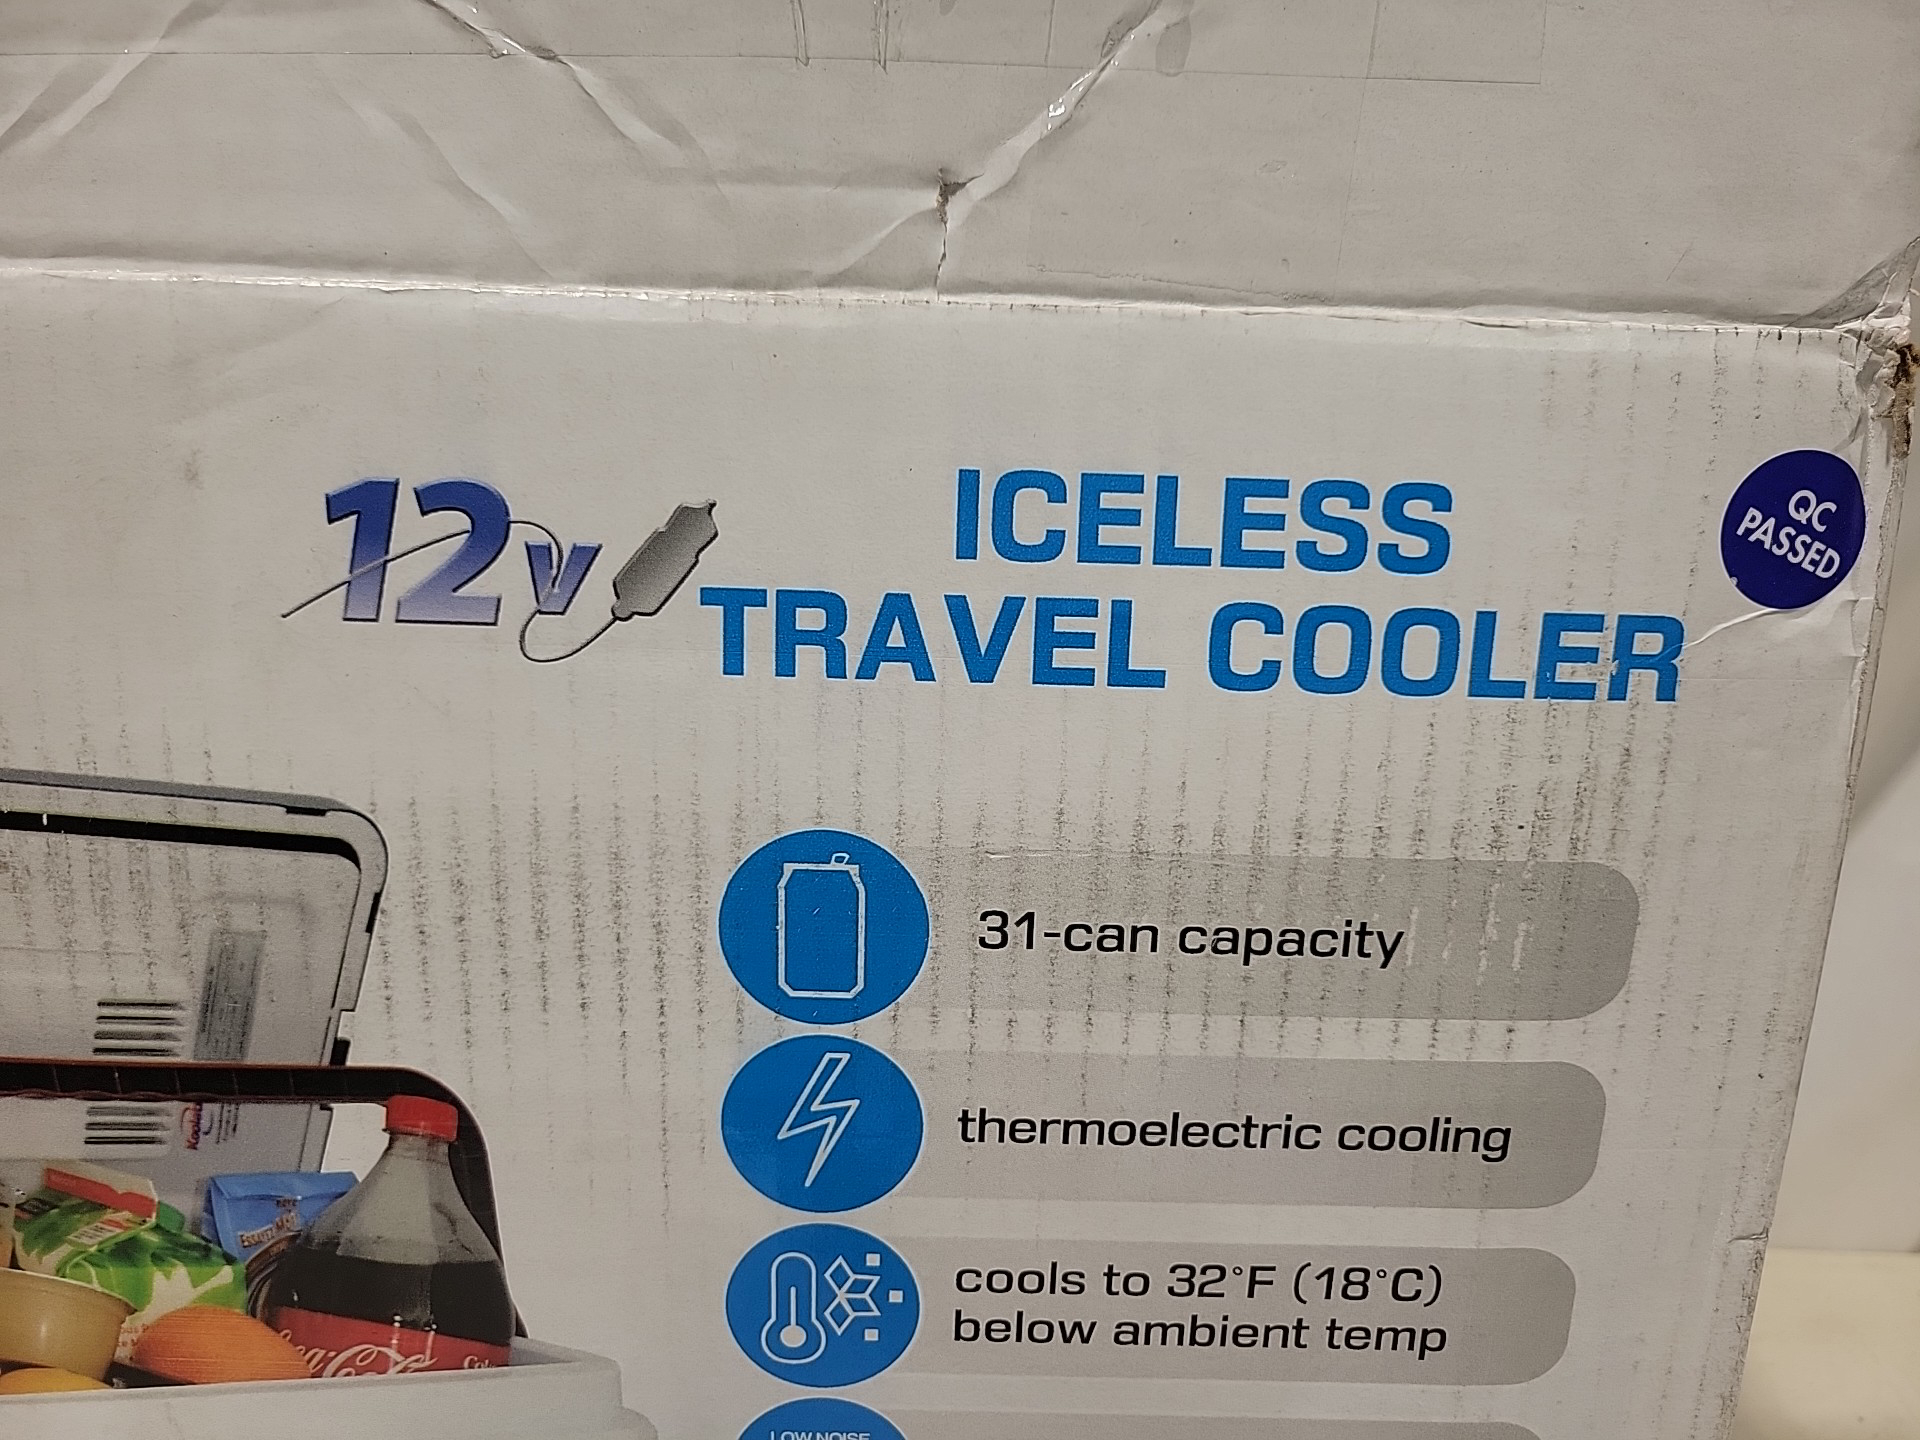 12v
ICELESS
TRAVEL COOLER
QC
PASSED
31-can capacity
thermoelectric cooling
cools to 32°F (18°C)
below ambient temp
LOW NOISE